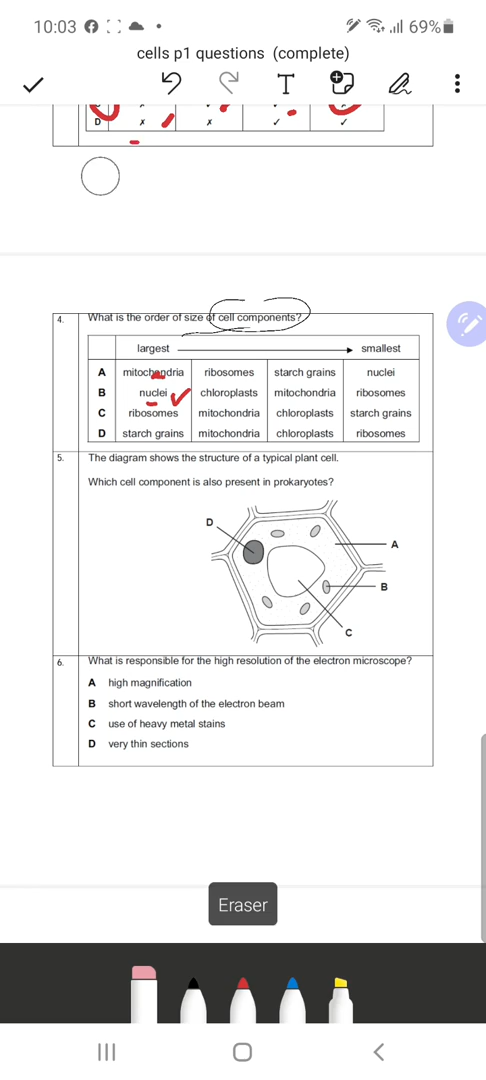 10:03 69%
cells p1 questions (complete)
T
D ✗ ✗ ✓ ✓
4. What is the order of size of cell components?
largest smallest
A mitochondria ribosomes starch grains nuclei
B nuclei chloroplasts mitochondria ribosomes
C ribosomes mitochondria chloroplasts starch grains
D starch grains mitochondria chloroplasts ribosomes
5. The diagram shows the structure of a typical plant cell.
Which cell component is also present in prokaryotes?
D
A
B
C
6. What is responsible for the high resolution of the electron microscope?
A high magnification
B short wavelength of the electron beam
C use of heavy metal stains
D very thin sections
Eraser